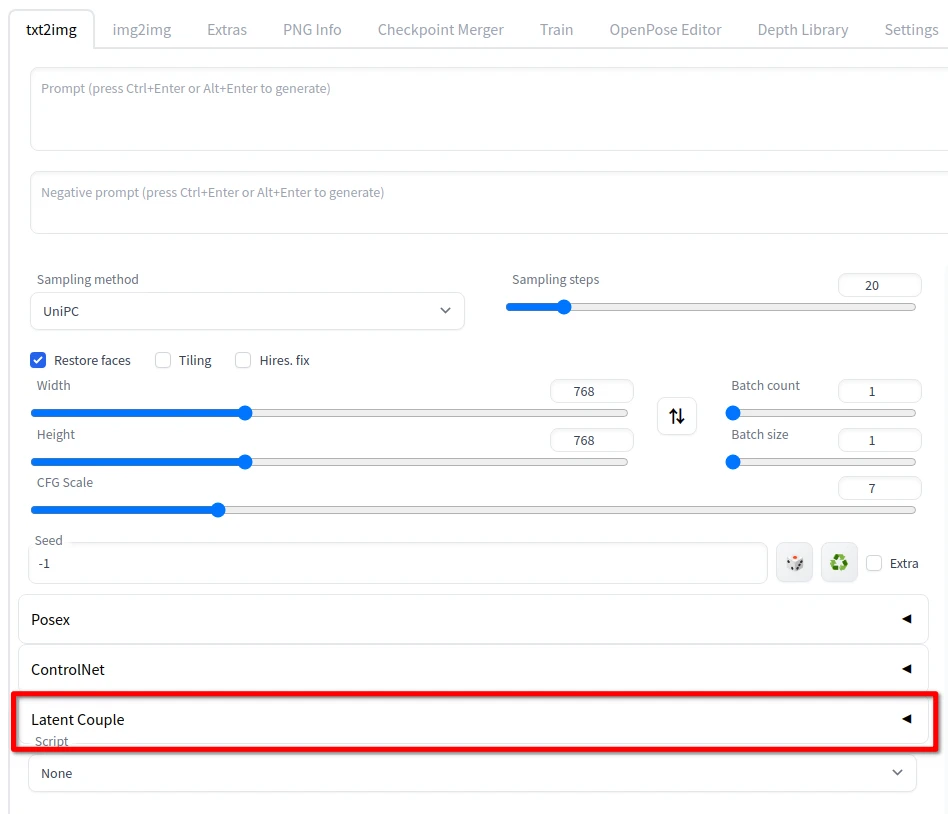 txt2img img2img Extras PNG Info Checkpoint Merger Train OpenPose Editor Depth Library Settings
Prompt (press Ctrl+Enter or Alt+Enter to generate)
Negative prompt (press Ctrl+Enter or Alt+Enter to generate)
Sampling method
UniPC
Sampling steps
20
Restore faces Tiling Hires. fix
Width
768
Batch count
1
Height
768
Batch size
1
CFG Scale
7
Seed
-1
Extra
Posex
ControlNet
Latent Couple
Script
None